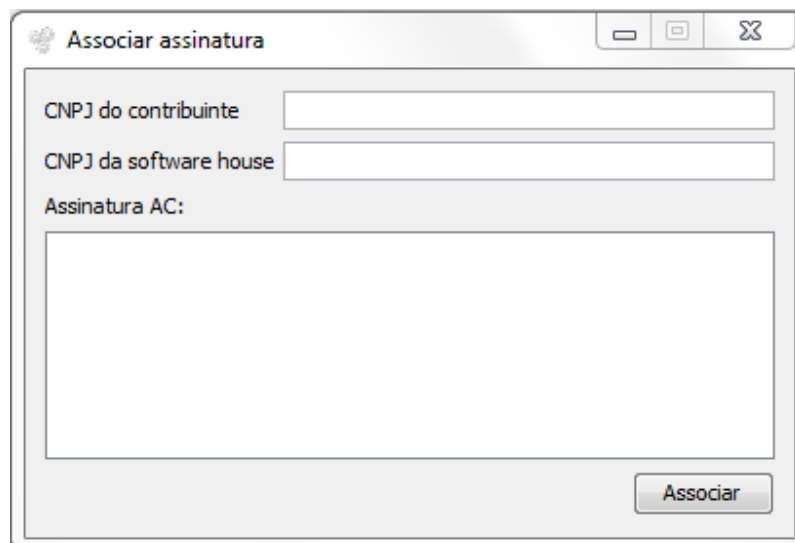 Associar assinatura
CNPJ do contribuinte
CNPJ da software house
Assinatura AC:
Associar